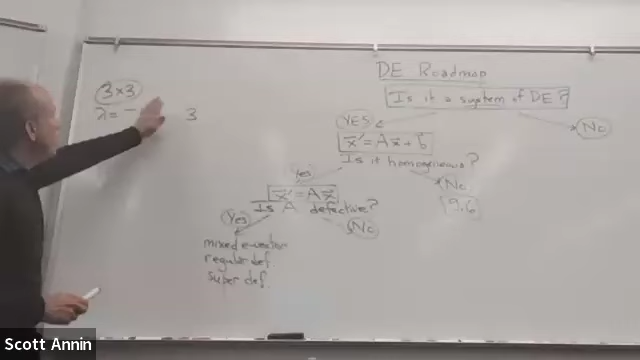 DE Roadmap
Is it a system of DE?
YES
No
x⃗' = Ax⃗ + b⃗
Is it homogeneous?
Yes
No
9.6
x⃗' = Ax⃗
Is A defective?
Yes
No
mixed
regular def
super def.
3×3
λ = –
3
Scott Annin